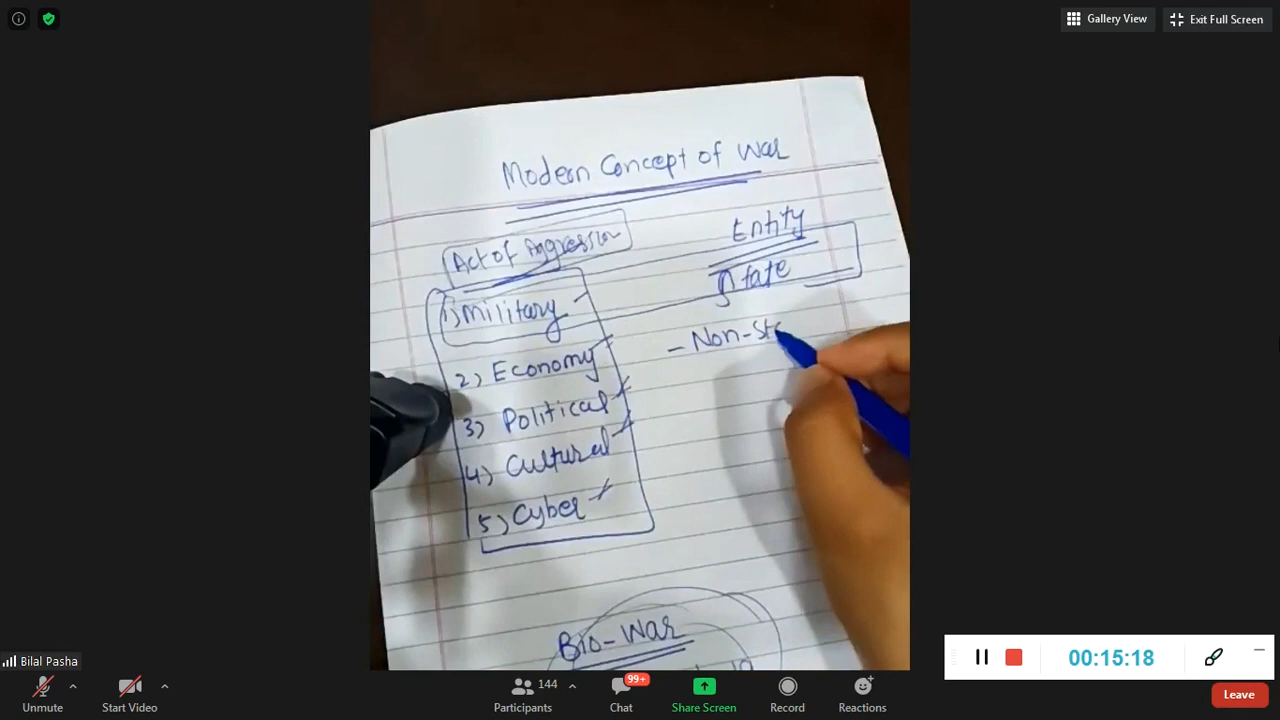 Gallery View
Exit Full Screen
Modern Concept of War
Act of Aggression
Entity
State
1) Military
- Non-Sta
2) Economy
3) Political
4) Cultural
5) Cyber
Bio-War
Bilal Pasha
00:15:18
Unmute
Start Video
Participants
144
Chat
99+
Share Screen
Record
Reactions
Leave